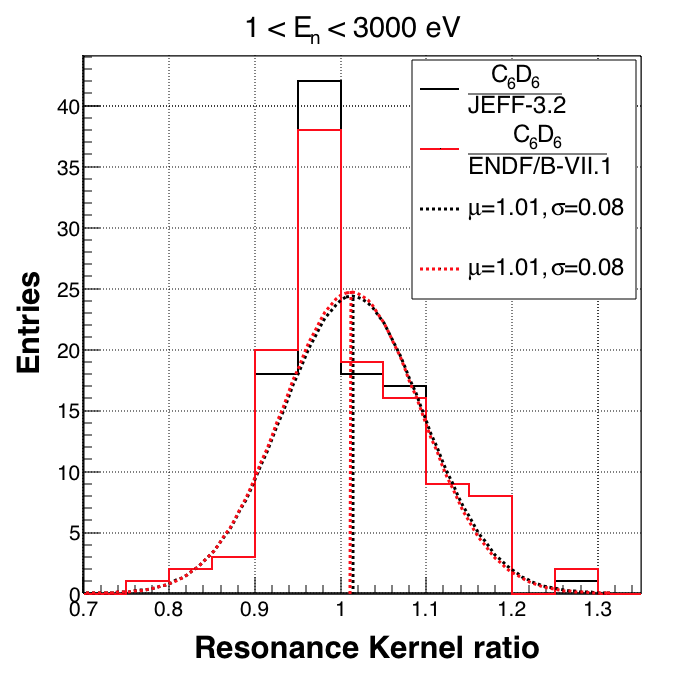 1 < Eₙ < 3000 eV
C₆D₆
JEFF-3.2
C₆D₆
ENDF/B-VII.1
μ=1.01, σ=0.08
μ=1.01, σ=0.08
Entries
40
35
30
25
20
15
10
5
0
0.7 0.8 0.9 1 1.1 1.2 1.3
Resonance Kernel ratio